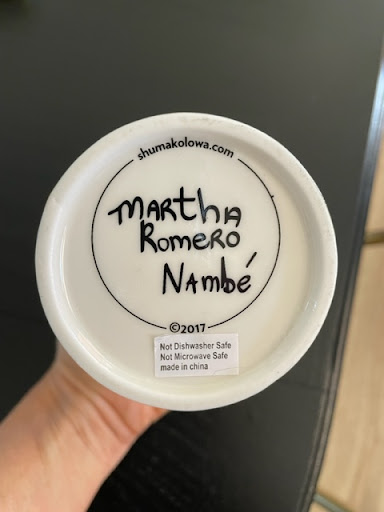 shumakolowa.com
MARthA
Romero
Nambé
©2017
Not Dishwasher Safe
Not Microwave Safe
made in china